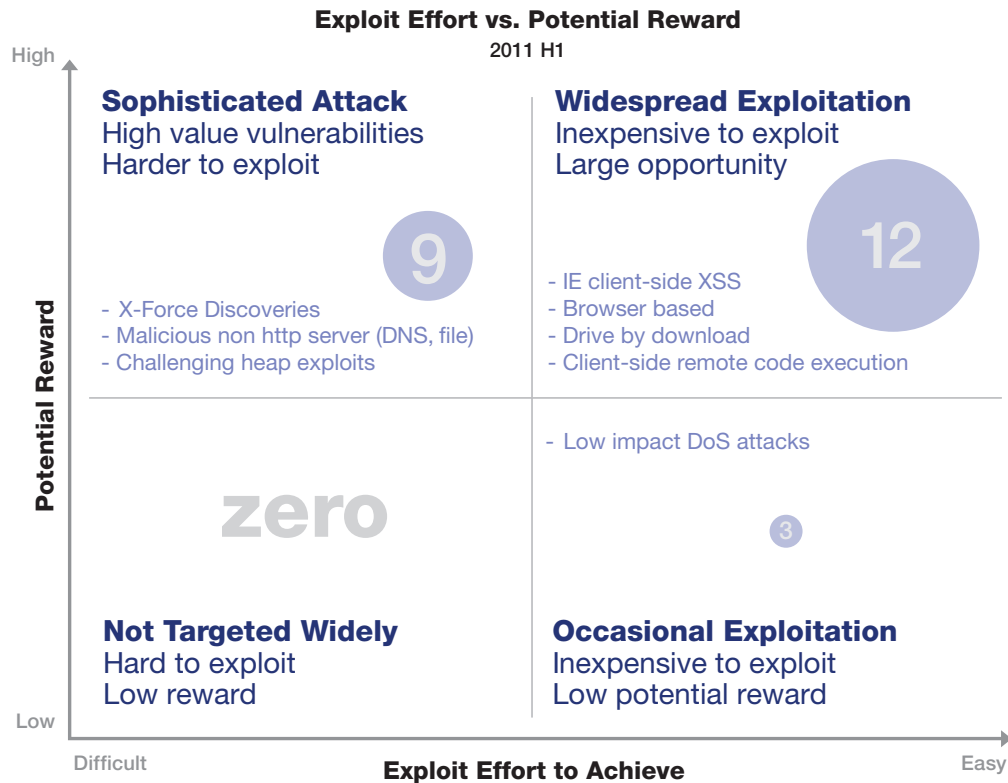 Exploit Effort vs. Potential Reward
2011 H1
High
Sophisticated Attack
High value vulnerabilities
Harder to exploit
9
- X-Force Discoveries
- Malicious non http server (DNS, file)
- Challenging heap exploits
Widespread Exploitation
Inexpensive to exploit
Large opportunity
12
- IE client-side XSS
- Browser based
- Drive by download
- Client-side remote code execution
Potential Reward
zero
Not Targeted Widely
Hard to exploit
Low reward
- Low impact DoS attacks
3
Occasional Exploitation
Inexpensive to exploit
Low potential reward
Low
Difficult
Exploit Effort to Achieve
Easy